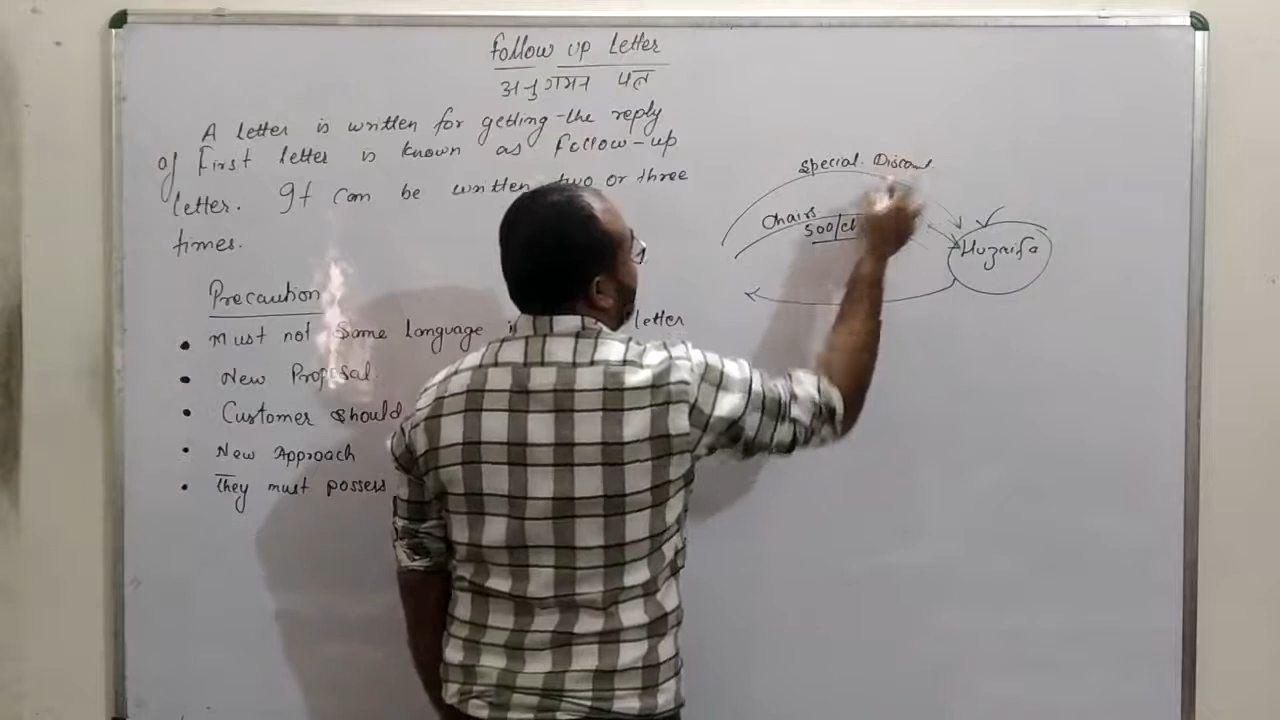 Follow up Letter
अनुगमन पत्र
A letter is written for getting the reply
of First letter is known as Follow-up
letter. It can be written two or three
times.
Precaution
• Must not same language letter
• New Proposal.
• Customer should
• New Approach
• They must possess
Special
Chairs
500/ch
Huzaifa